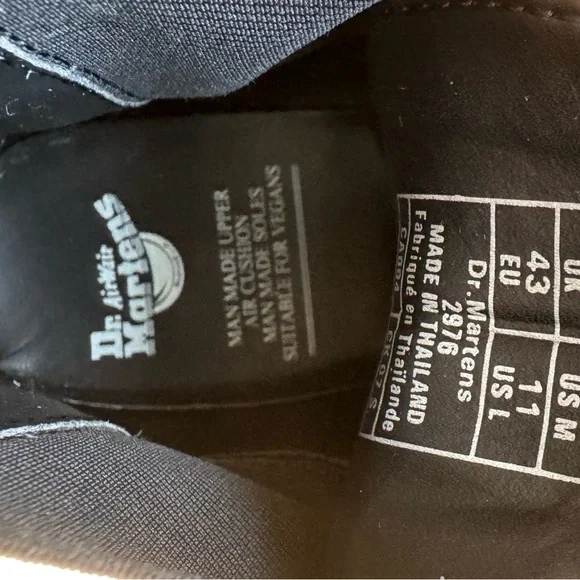 Dr. AirWair
Martens
MAN MADE UPPER
AIR CUSHION
MAN MADE SOLES
SUITABLE FOR VEGANS
UK
US M
43
11
EU
US L
Dr. Martens
2976
MADE IN THAILAND
Fabriqué en Thaïlande